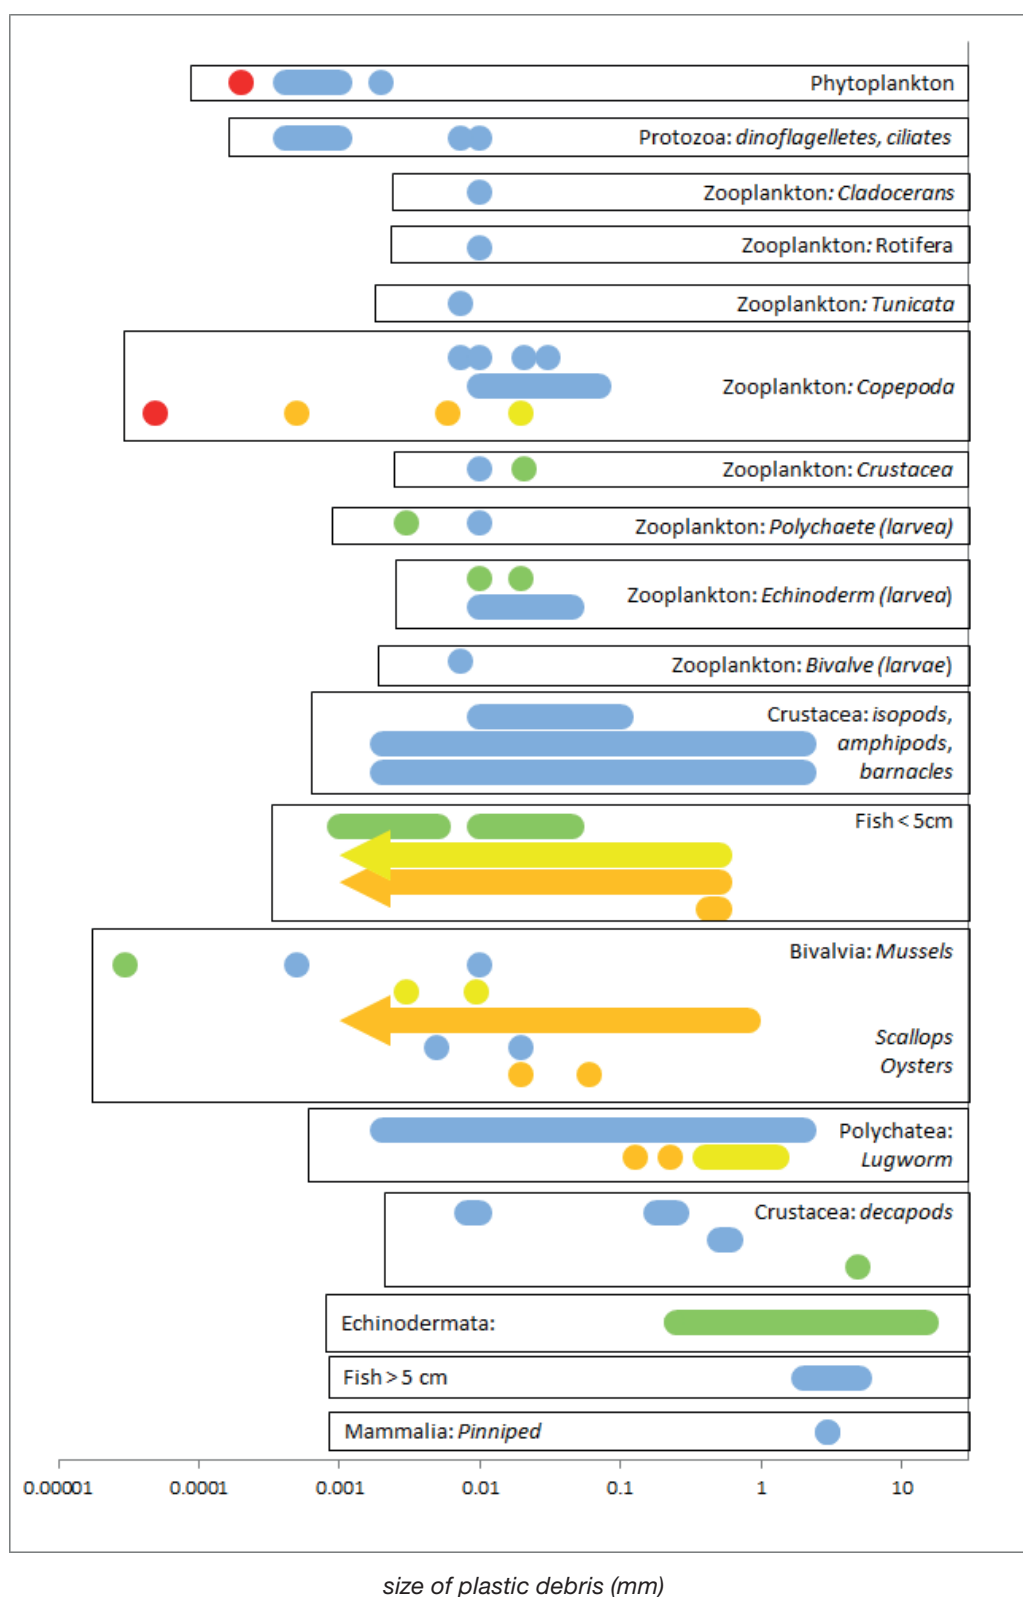 Phytoplankton
Protozoa: dinoflagelletes, ciliates
Zooplankton: Cladocerans
Zooplankton: Rotifera
Zooplankton: Tunicata
Zooplankton: Copepoda
Zooplankton: Crustacea
Zooplankton: Polychaete (larvea)
Zooplankton: Echinoderm (larvea)
Zooplankton: Bivalve (larvae)
Crustacea: isopods,
amphipods,
barnacles
Fish < 5cm
Bivalvia: Mussels
Scallops
Oysters
Polychatea:
Lugworm
Crustacea: decapods
Echinodermata:
Fish > 5 cm
Mammalia: Pinniped
0.00001 0.0001 0.001 0.01 0.1 1 10
size of plastic debris (mm)